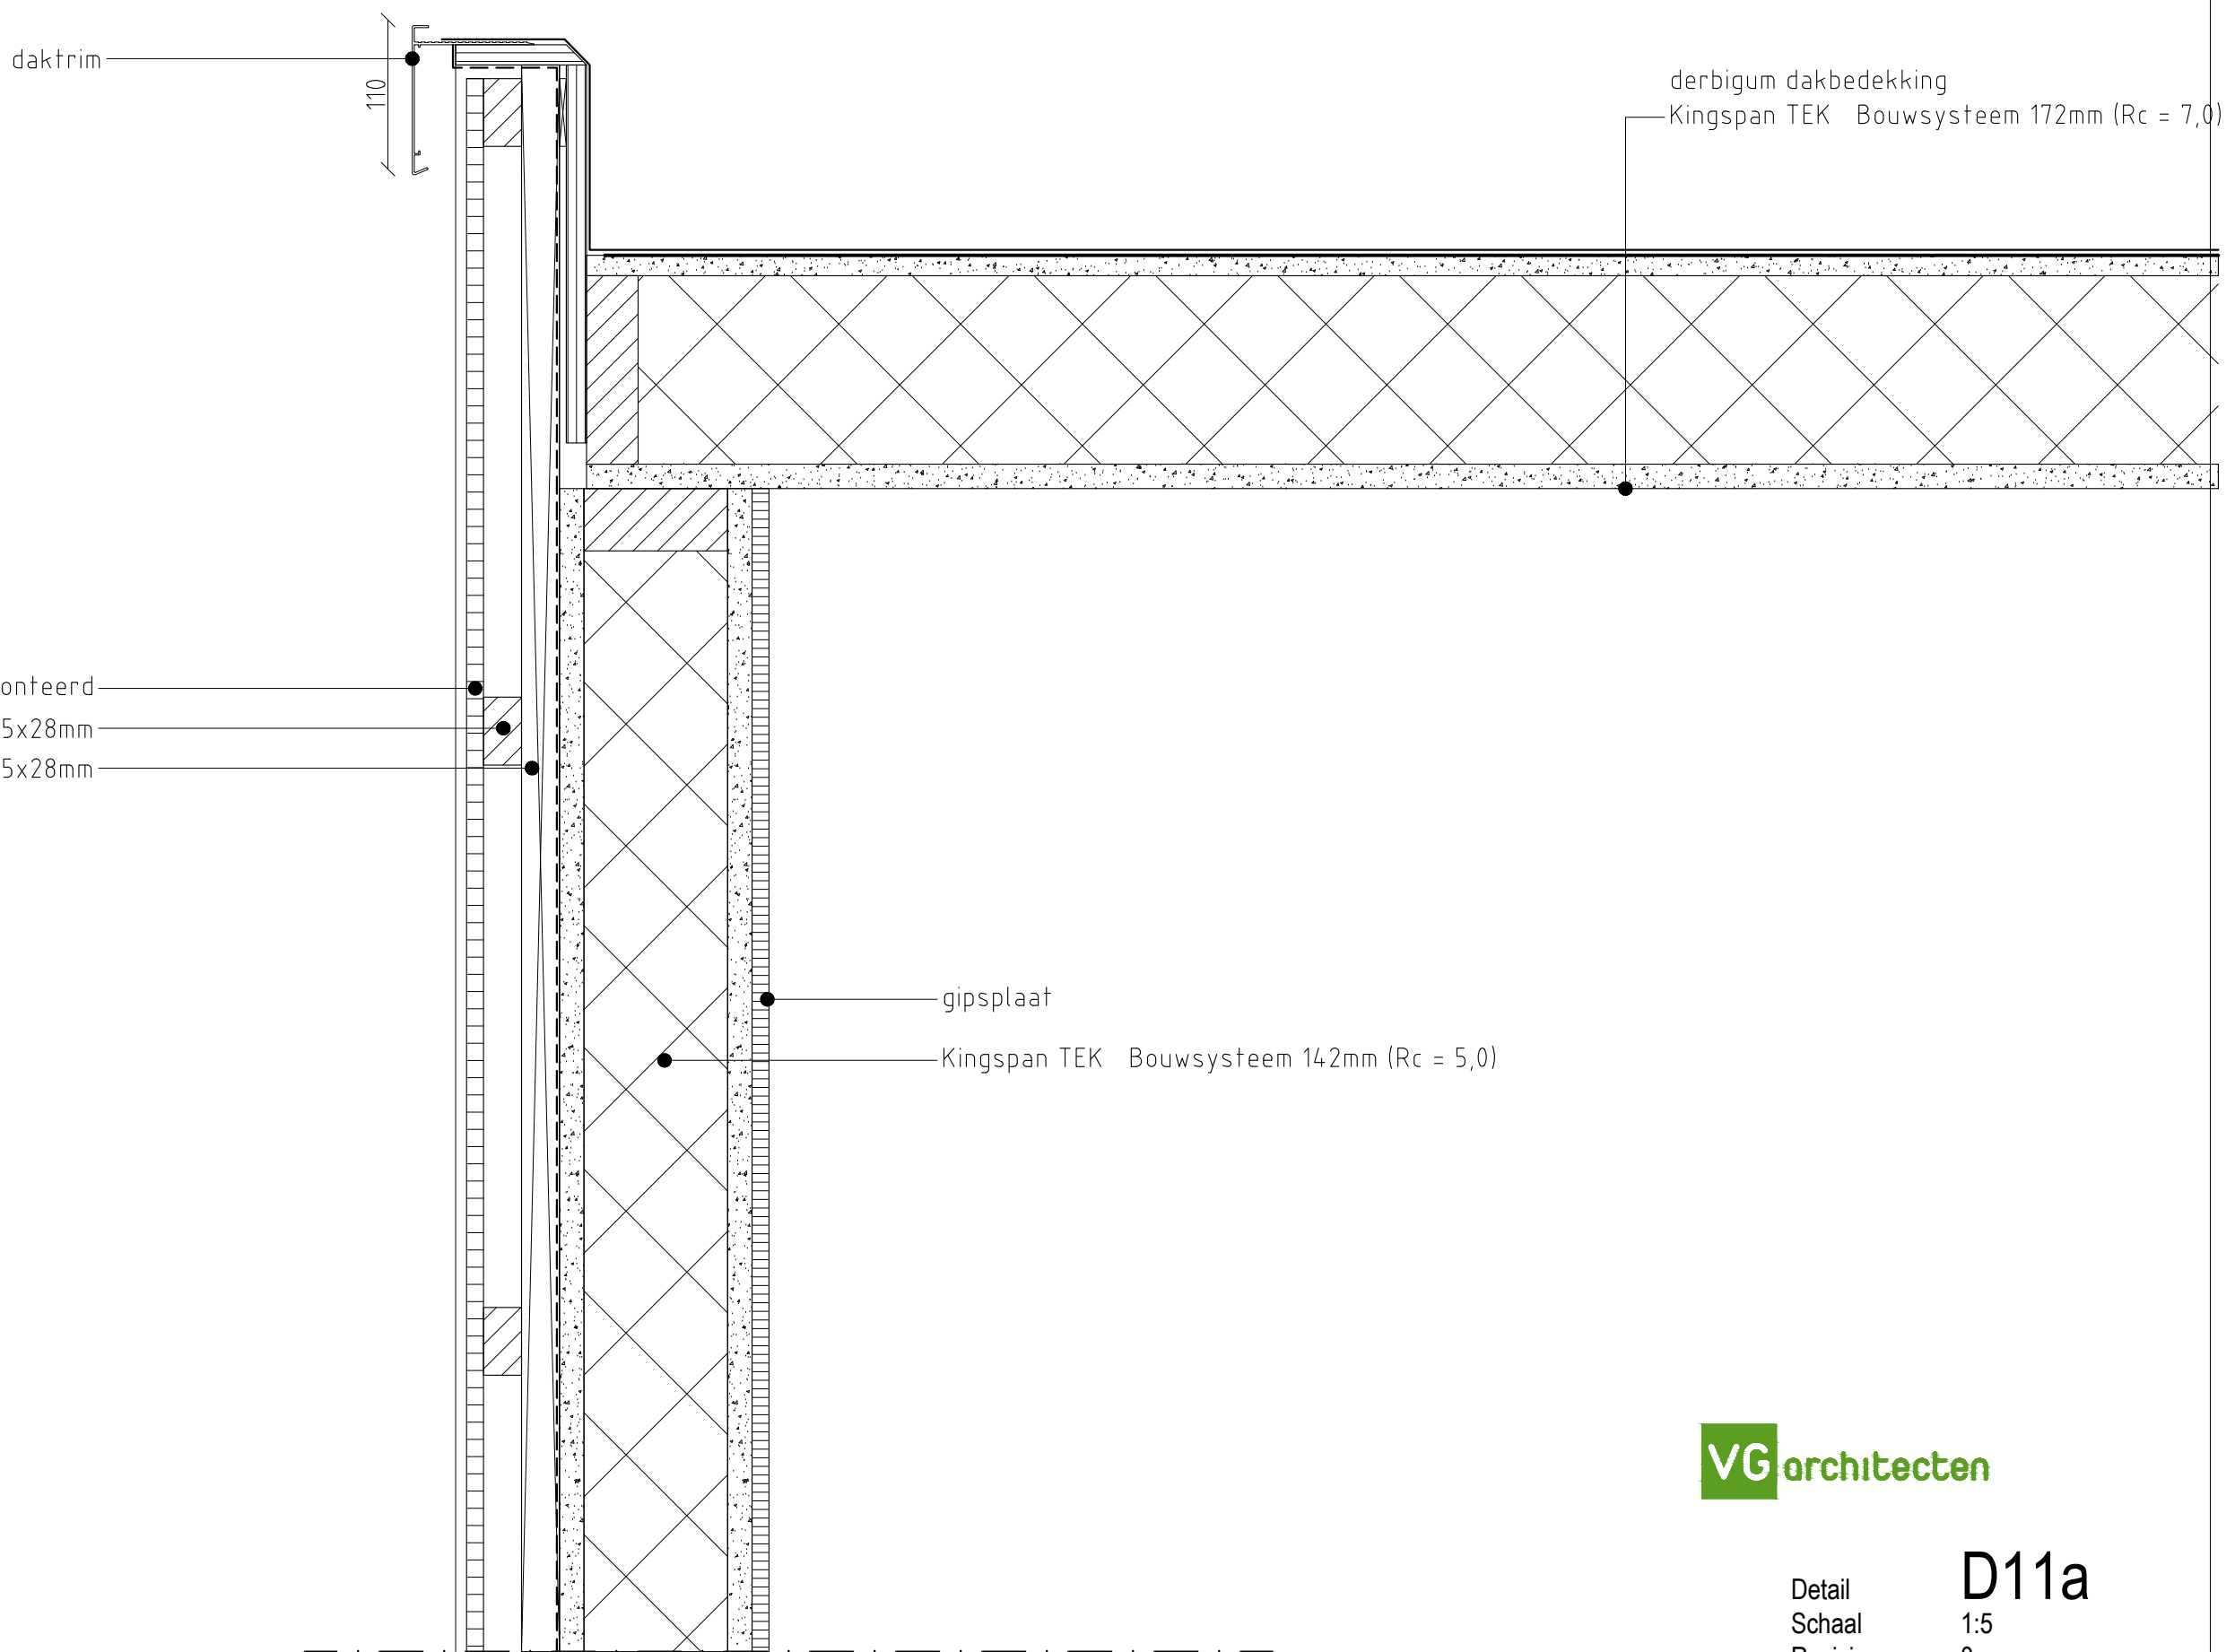 daktrim
110
derbigum dakbedekking
Kingspan TEK Bouwsysteem 172mm (Rc = 7,0)
onteerd
5x28mm
5x28mm
gipsplaat
Kingspan TEK Bouwsysteem 142mm (Rc = 5,0)
VG architecten
Detail D11a
Schaal 1:5